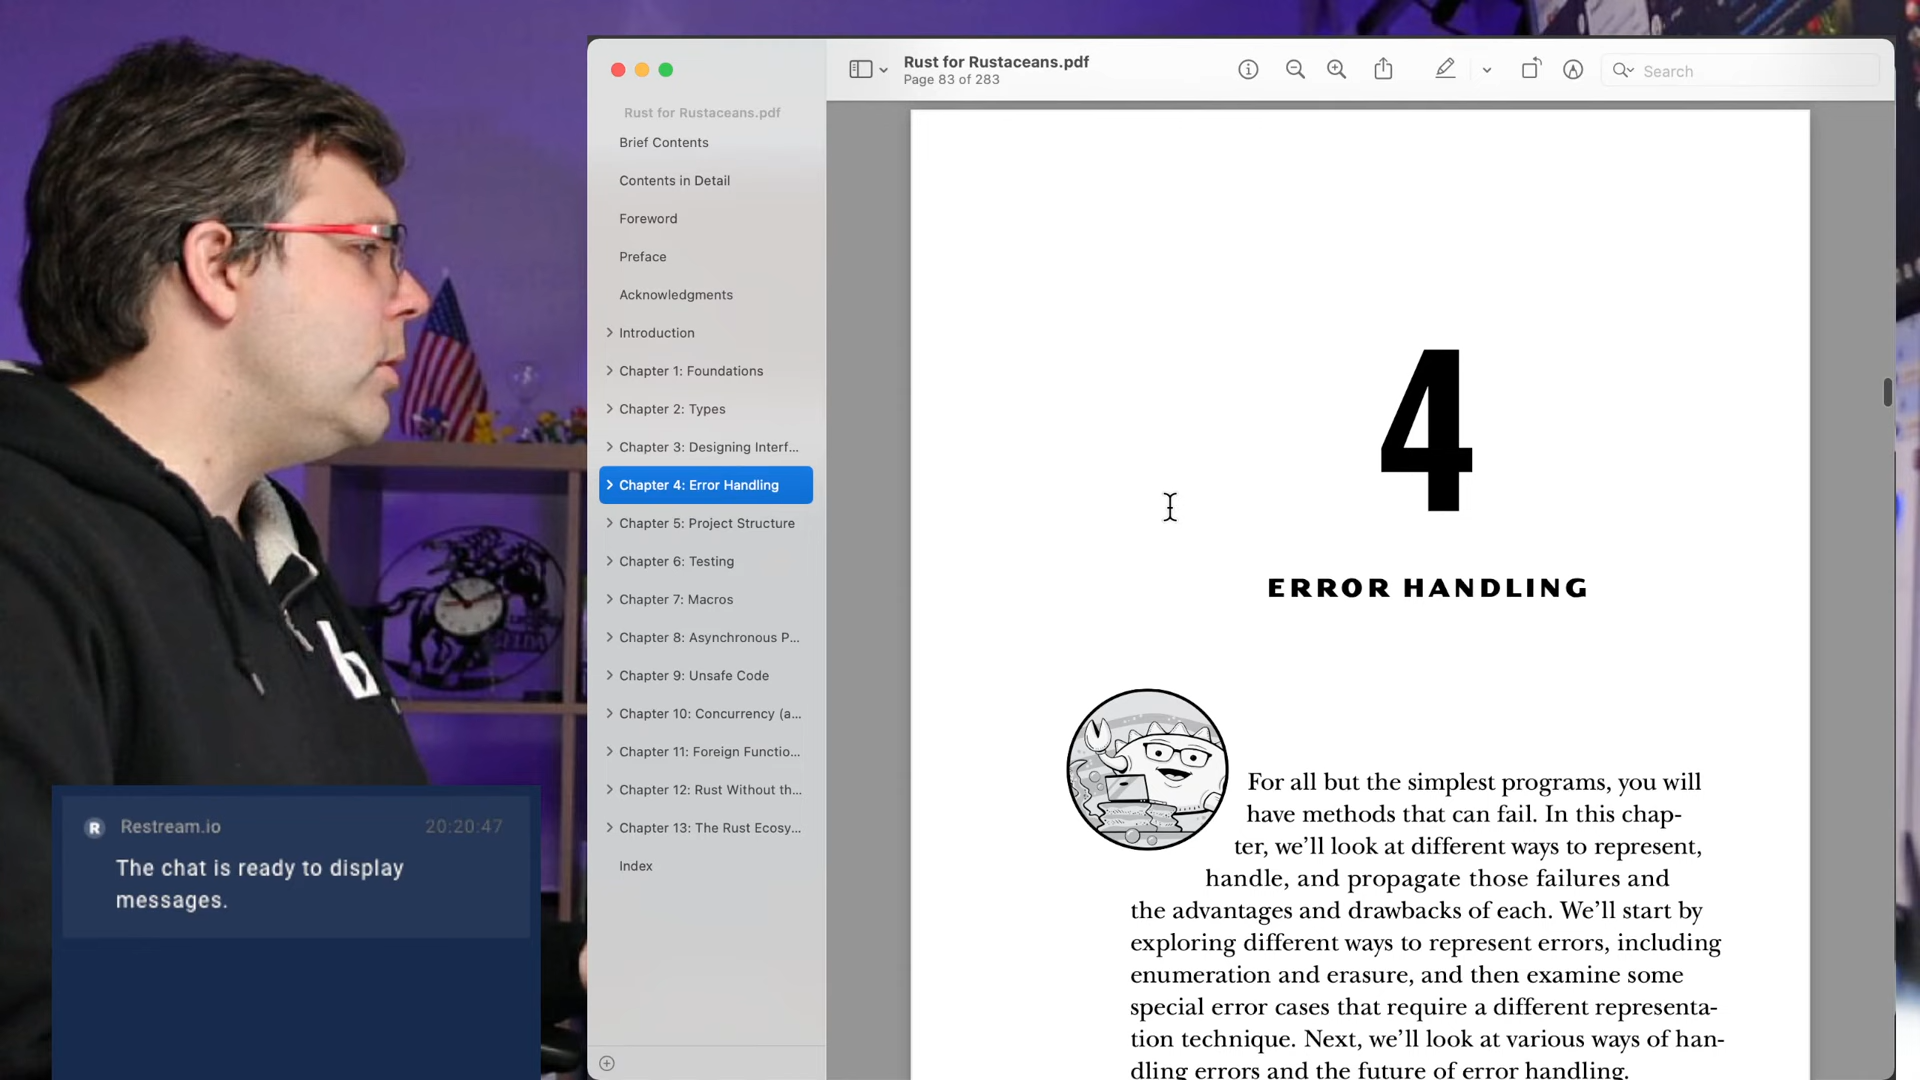 Rust for Rustaceans.pdf
Page 83 of 283
Search
Rust for Rustaceans.pdf
Brief Contents
Contents in Detail
Foreword
Preface
Acknowledgments
Introduction
Chapter 1: Foundations
Chapter 2: Types
Chapter 3: Designing Interf...
Chapter 4: Error Handling
Chapter 5: Project Structure
Chapter 6: Testing
Chapter 7: Macros
Chapter 8: Asynchronous P...
Chapter 9: Unsafe Code
Chapter 10: Concurrency (a...
Chapter 11: Foreign Functio...
Chapter 12: Rust Without th...
Chapter 13: The Rust Ecosy...
Index
4
ERROR HANDLING
For all but the simplest programs, you will
have methods that can fail. In this chap-
ter, we’ll look at different ways to represent,
handle, and propagate those failures and
the advantages and drawbacks of each. We’ll start by
exploring different ways to represent errors, including
enumeration and erasure, and then examine some
special error cases that require a different representa-
tion technique. Next, we’ll look at various ways of han-
dling errors and the future of error handling.
R Restream.io 20:20:47
The chat is ready to display
messages.
b